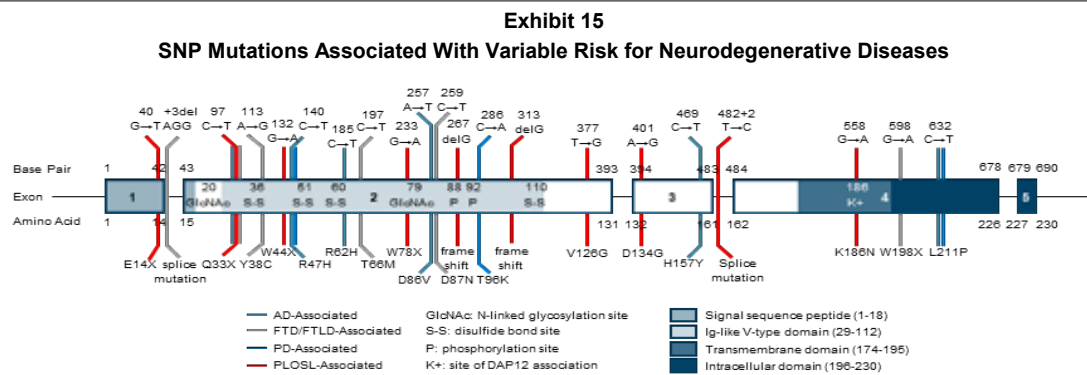 Exhibit 15
SNP Mutations Associated With Variable Risk for Neurodegenerative Diseases
40 +3del 97 113 132 140 185 197 233 257 259 267 286 313 377 401 469 482+2 558 598 632
G→T AGG C→T A→G G→A C→T C→T C→T G→A A→T C→T delG C→A delG T→G A→G C→T T→C G→A G→A C→T
Base Pair 1 42 43 393 394 483 484 678 679 690
Exon 1 2 3 4 5
20 36 51 60 79 88 92 110 186
GlcNAc S-S S-S S-S GlcNAc P P S-S K+
Amino Acid 1 14 15 131 132 161 162 226 227 230
E14X splice mutation Q33X Y38C W44X R47H R62H T66M W78X D86V frame shift D87N T96K frame shift V126G D134G H157Y Splice mutation K186N W198X L211P
AD-Associated
FTD/FTLD-Associated
PD-Associated
PLOSL-Associated
GlcNAc: N-linked glycosylation site
S-S: disulfide bond site
P: phosphorylation site
K+: site of DAP12 association
Signal sequence peptide (1-18)
Ig-like V-type domain (29-112)
Transmembrane domain (174-195)
Intracellular domain (196-230)